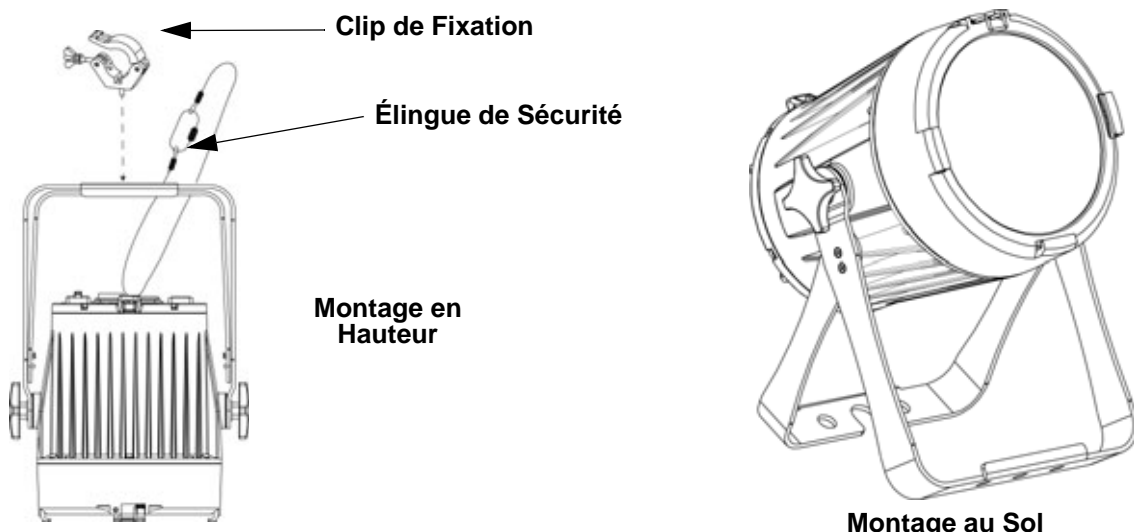 Clip de Fixation
Élingue de Sécurité
Montage en
Hauteur
Montage au Sol